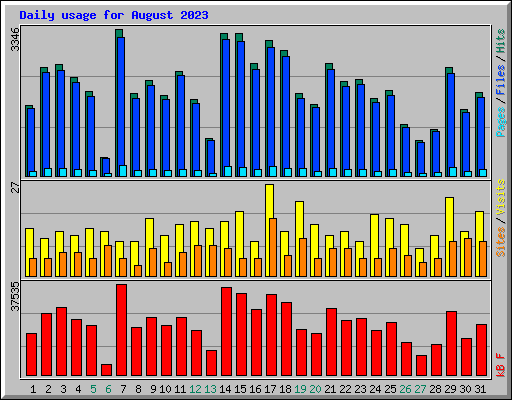 Daily usage for August 2023
3346
Pages / Files / Hits
27
Sites / Visits
37535
kB F
1 2 3 4 5 6 7 8 9 10 11 12 13 14 15 16 17 18 19 20 21 22 23 24 25 26 27 28 29 30 31